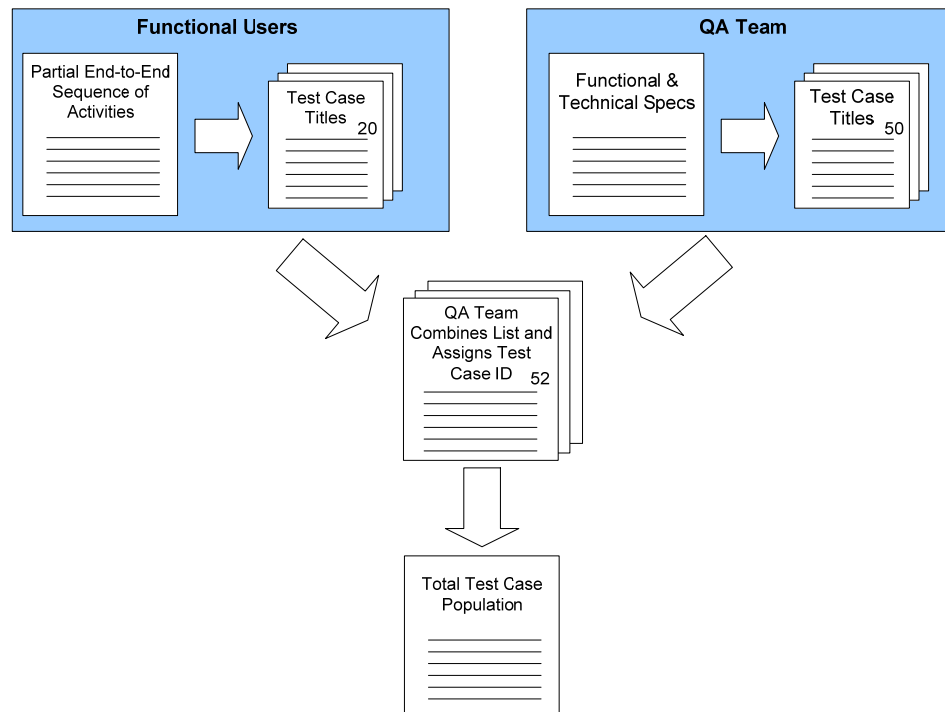 Functional Users
Partial End-to-End
Sequence of
Activities
Test Case
Titles
20
QA Team
Functional &
Technical Specs
Test Case
Titles
50
QA Team
Combines List and
Assigns Test
Case ID
52
Total Test Case
Population